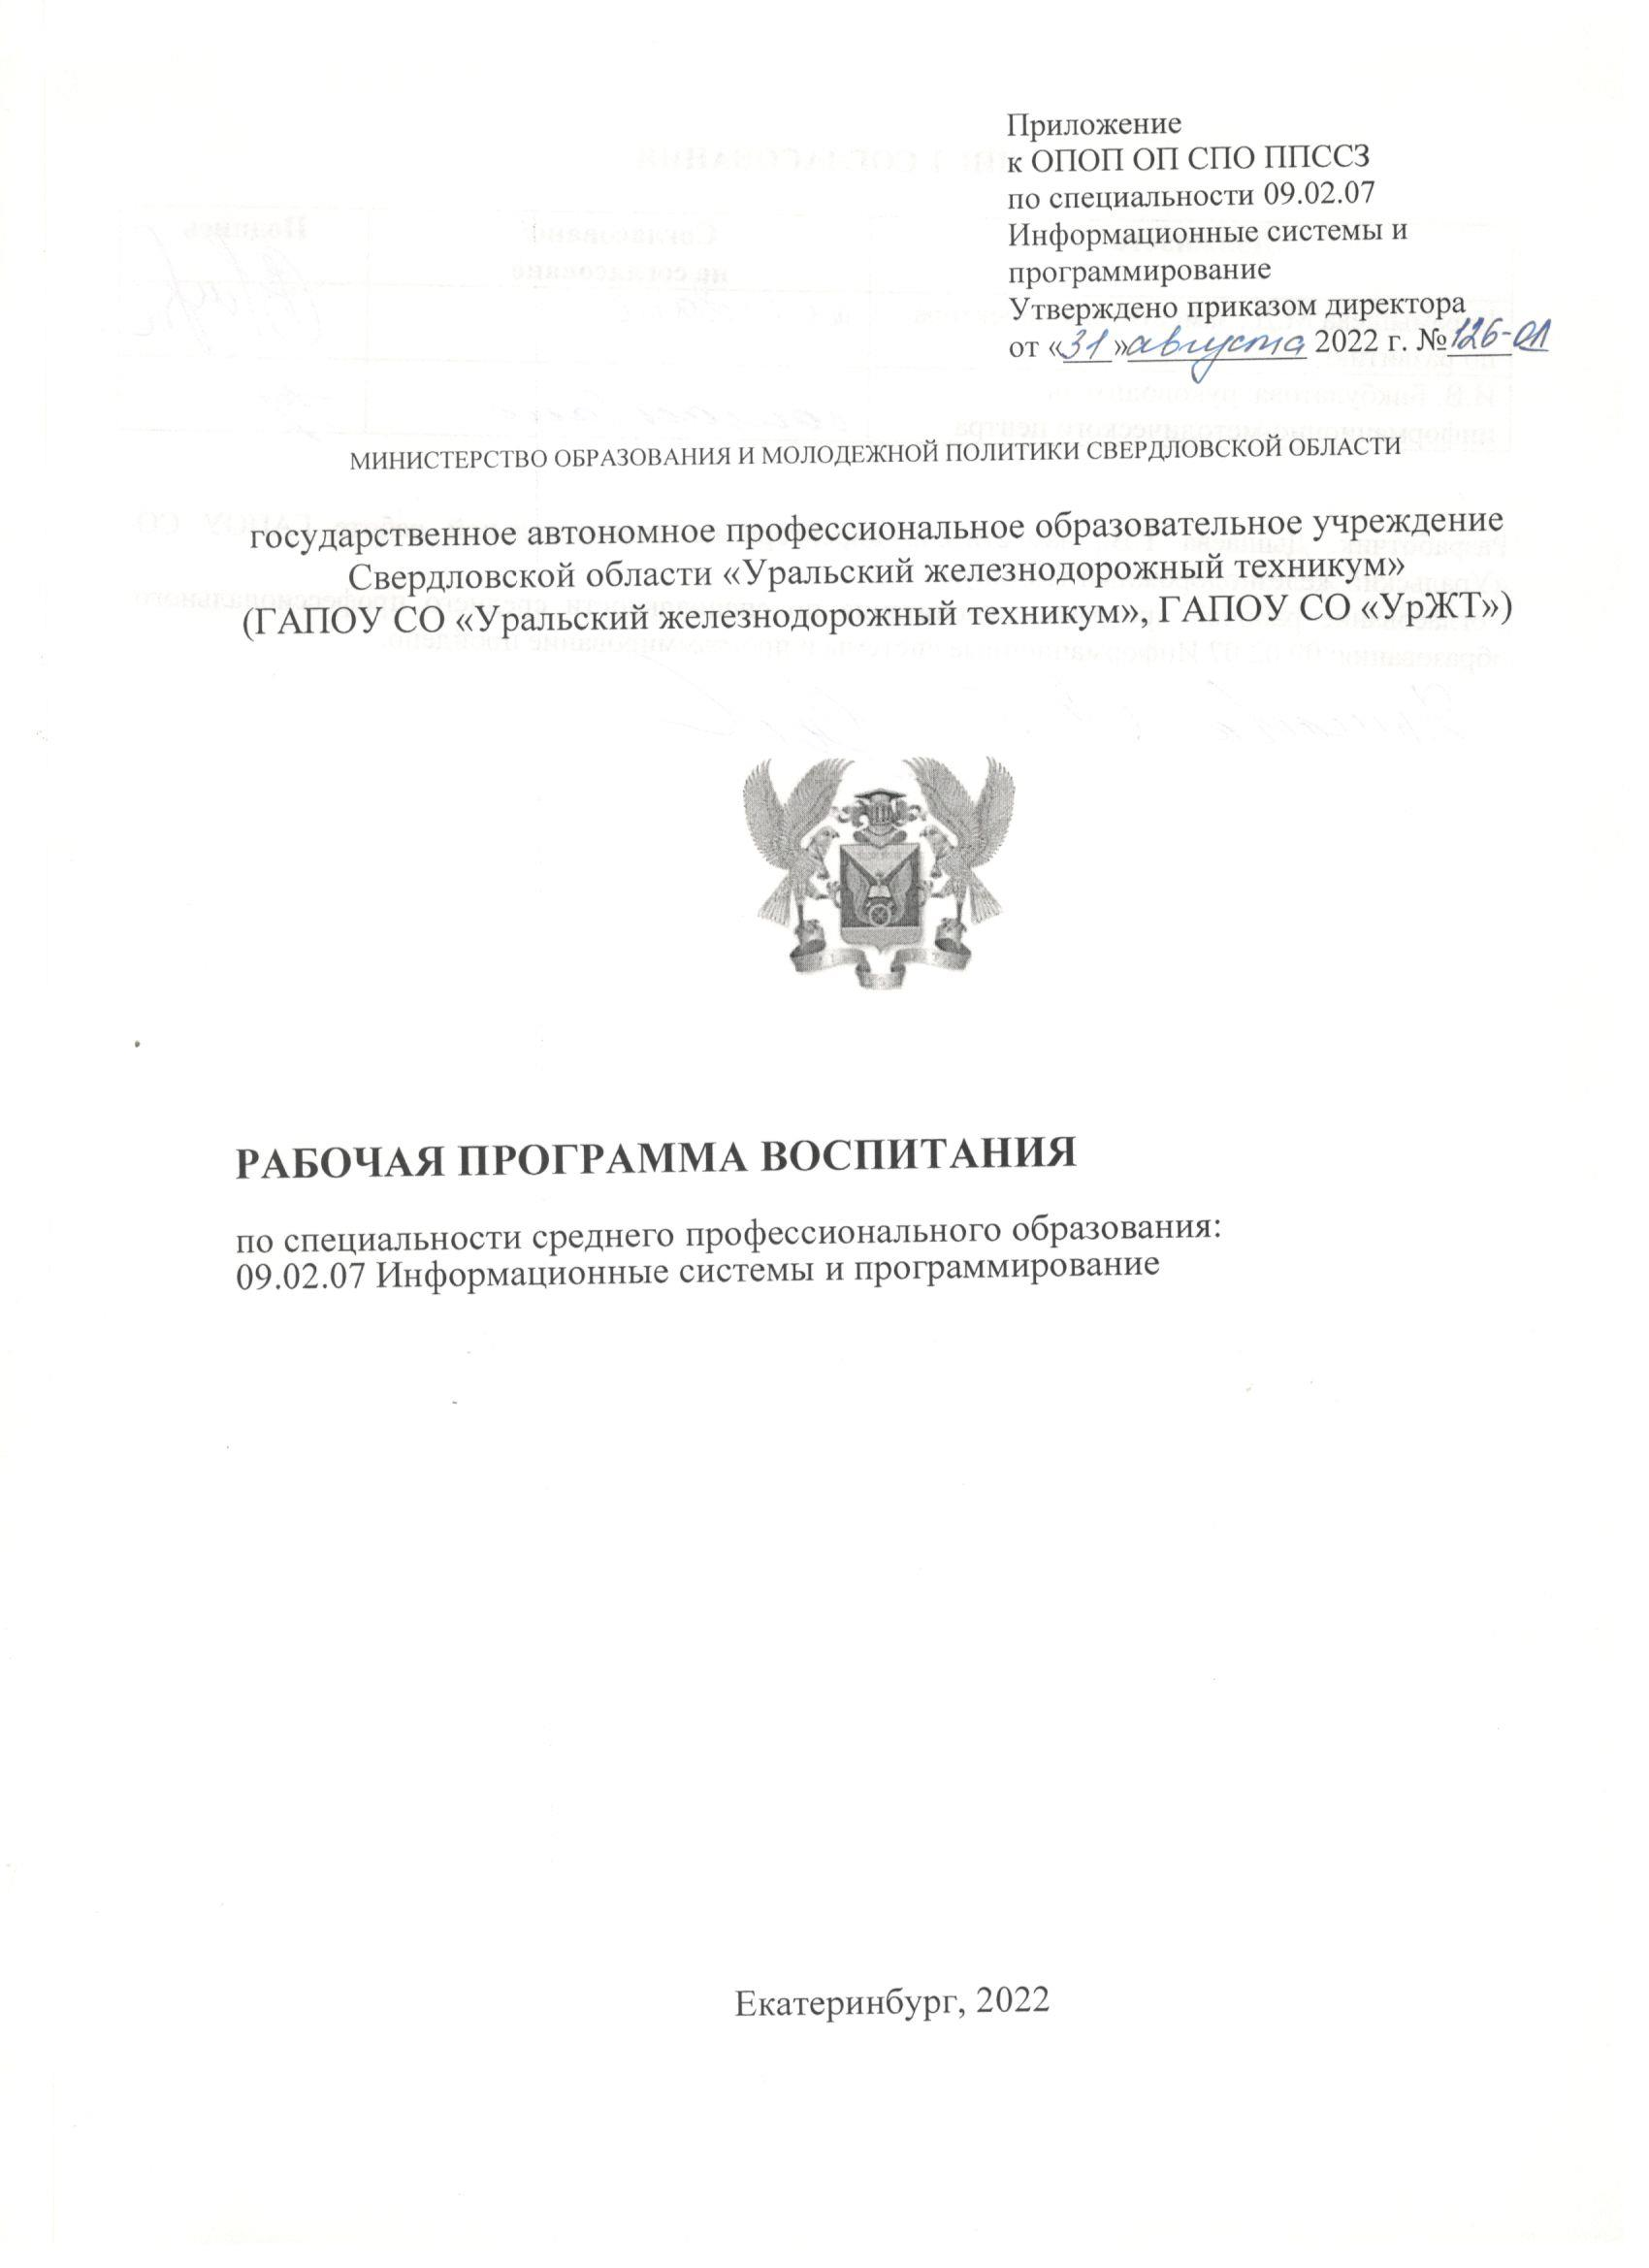 Приложение
к ОПОП ОП СПО ППССЗ
по специальности 09.02.07
Информационные системы и
программирование
Утверждено приказом директора
от «31» августа 2022 г. №126-ОЛ
МИНИСТЕРСТВО ОБРАЗОВАНИЯ И МОЛОДЕЖНОЙ ПОЛИТИКИ СВЕРДЛОВСКОЙ ОБЛАСТИ
государственное автономное профессиональное образовательное учреждение
Свердловской области «Уральский железнодорожный техникум»
(ГАПОУ СО «Уральский железнодорожный техникум», ГАПОУ СО «УрЖТ»)
РАБОЧАЯ ПРОГРАММА ВОСПИТАНИЯ
по специальности среднего профессионального образования:
09.02.07 Информационные системы и программирование
Екатеринбург, 2022